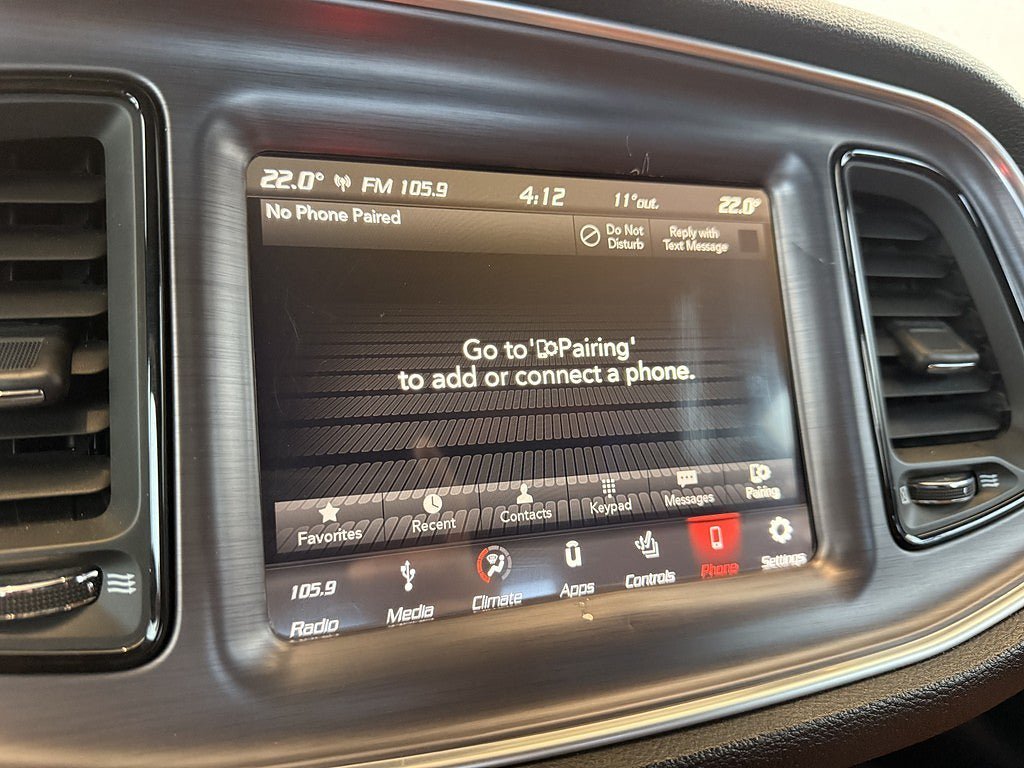 22.0° FM 105.9 4:12 11°out. 22.0°
No Phone Paired
Do Not
Disturb
Reply with
Text Message
Go to 'Pairing'
to add or connect a phone.
Favorites Recent Contacts Keypad Messages Pairing
105.9
Radio Media Climate Apps Controls Phone Settings